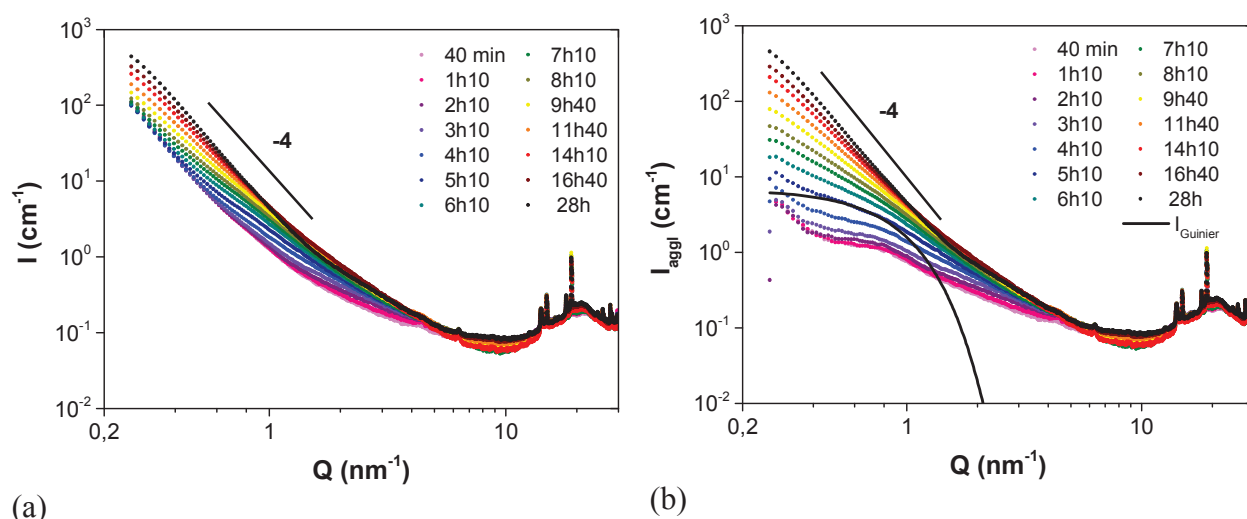 10³
10²
10¹
10⁰
10⁻¹
10⁻²
I (cm⁻¹)
40 min
1h10
2h10
3h10
4h10
5h10
6h10
7h10
8h10
9h40
11h40
14h10
16h40
28h
-4
0,2
1
10
Q (nm⁻¹)
(a)
10³
10²
10¹
10⁰
10⁻¹
10⁻²
I_aggl (cm⁻¹)
40 min
1h10
2h10
3h10
4h10
5h10
6h10
7h10
8h10
9h40
11h40
14h10
16h40
28h
I_Guinier
-4
0,2
1
10
Q (nm⁻¹)
(b)